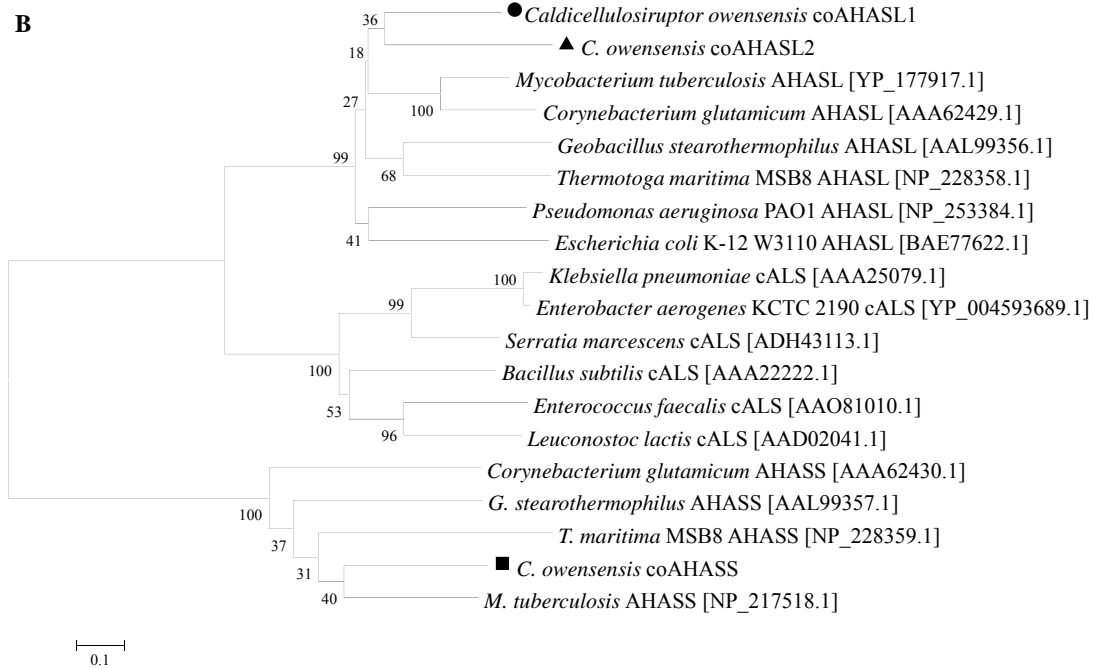 B
36
Caldicellulosiruptor owensensis coAHASL1
C. owensensis coAHASL2
18
Mycobacterium tuberculosis AHASL [YP_177917.1]
27
100
Corynebacterium glutamicum AHASL [AAA62429.1]
Geobacillus stearothermophilus AHASL [AAL99356.1]
99
68
Thermotoga maritima MSB8 AHASL [NP_228358.1]
Pseudomonas aeruginosa PAO1 AHASL [NP_253384.1]
41
Escherichia coli K-12 W3110 AHASL [BAE77622.1]
100
Klebsiella pneumoniae cALS [AAA25079.1]
99
Enterobacter aerogenes KCTC 2190 cALS [YP_004593689.1]
Serratia marcescens cALS [ADH43113.1]
100
Bacillus subtilis cALS [AAA22222.1]
53
Enterococcus faecalis cALS [AAO81010.1]
96
Leuconostoc lactis cALS [AAD02041.1]
Corynebacterium glutamicum AHASS [AAA62430.1]
100
G. stearothermophilus AHASS [AAL99357.1]
37
T. maritima MSB8 AHASS [NP_228359.1]
31
C. owensensis coAHASS
40
M. tuberculosis AHASS [NP_217518.1]
0.1